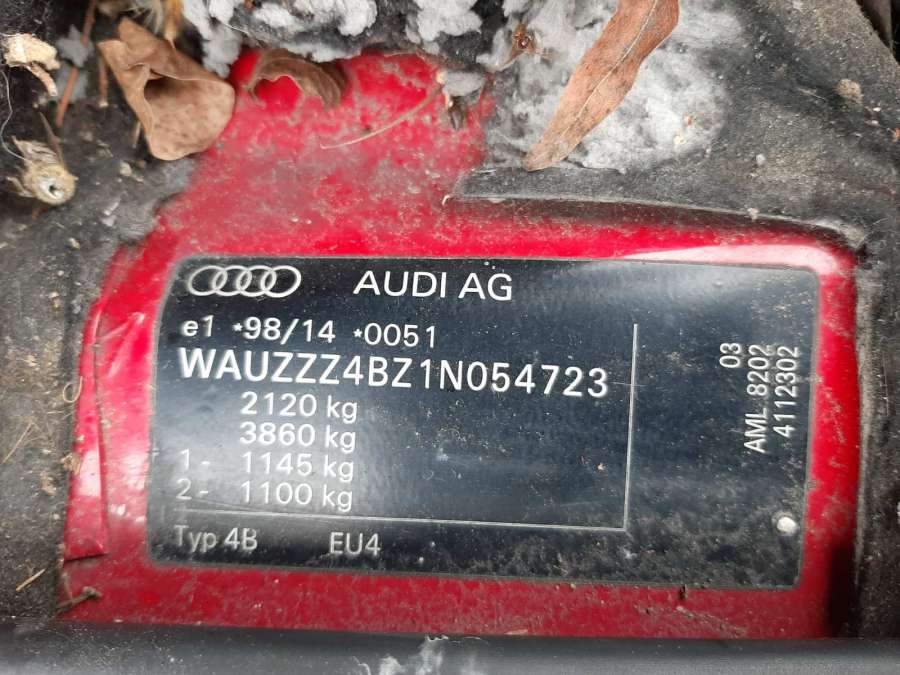 AUDI AG
e1 *98/14 *0051
WAUZZZ4BZ1N054723
2120 kg
3860 kg
1 - 1145 kg
2 - 1100 kg
Typ 4B EU4
03
AML 8202
4112302